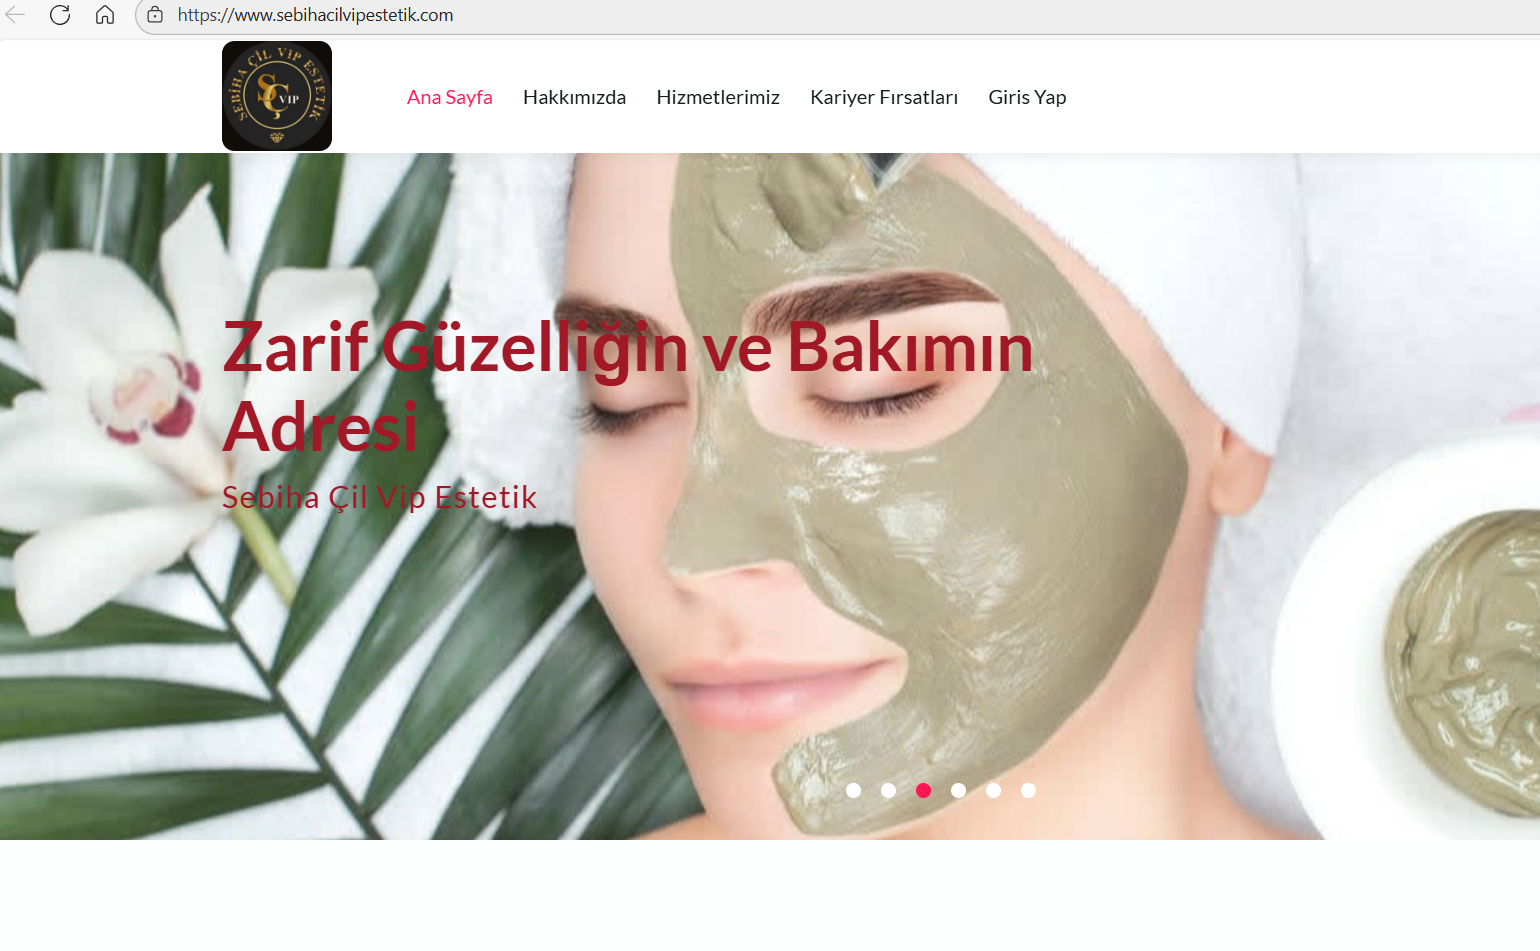 https://www.sebihacilvipestetik.com
SEBİHA ÇİL VIP ESTETİK
SÇ VIP
Ana Sayfa Hakkımızda Hizmetlerimiz Kariyer Fırsatları Giris Yap
Zarif Güzelliğin ve Bakımın
Adresi
Sebiha Çil Vip Estetik